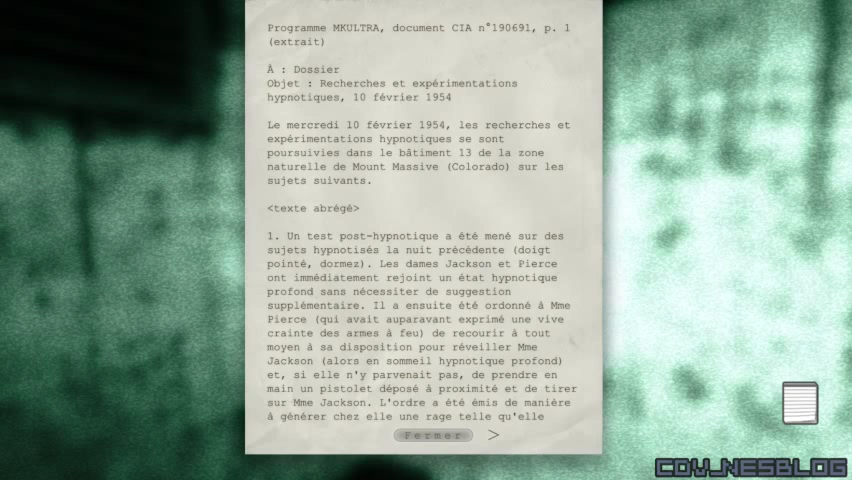 Programme MKULTRA, document CIA n°190691, p. 1
(extrait)
À : Dossier
Objet : Recherches et expérimentations
hypnotiques, 10 février 1954
Le mercredi 10 février 1954, les recherches et
expérimentations hypnotiques se sont
poursuivies dans le bâtiment 13 de la zone
naturelle de Mount Massive (Colorado) sur les
sujets suivants.
<texte abrégé>
1. Un test post-hypnotique a été mené sur des
sujets hypnotisés la nuit précédente (doigt
pointé, dormez). Les dames Jackson et Pierce
ont immédiatement rejoint un état hypnotique
profond sans nécessiter de suggestion
supplémentaire. Il a ensuite été ordonné à Mme
Pierce (qui avait auparavant exprimé une vive
crainte des armes à feu) de recourir à tout
moyen à sa disposition pour réveiller Mme
Jackson (alors en sommeil hypnotique profond)
et, si elle n'y parvenait pas, de prendre en
main un pistolet déposé à proximité et de tirer
sur Mme Jackson. L'ordre a été émis de manière
à générer chez elle une rage telle qu'elle
Fermer >
CDV_NESBLOG